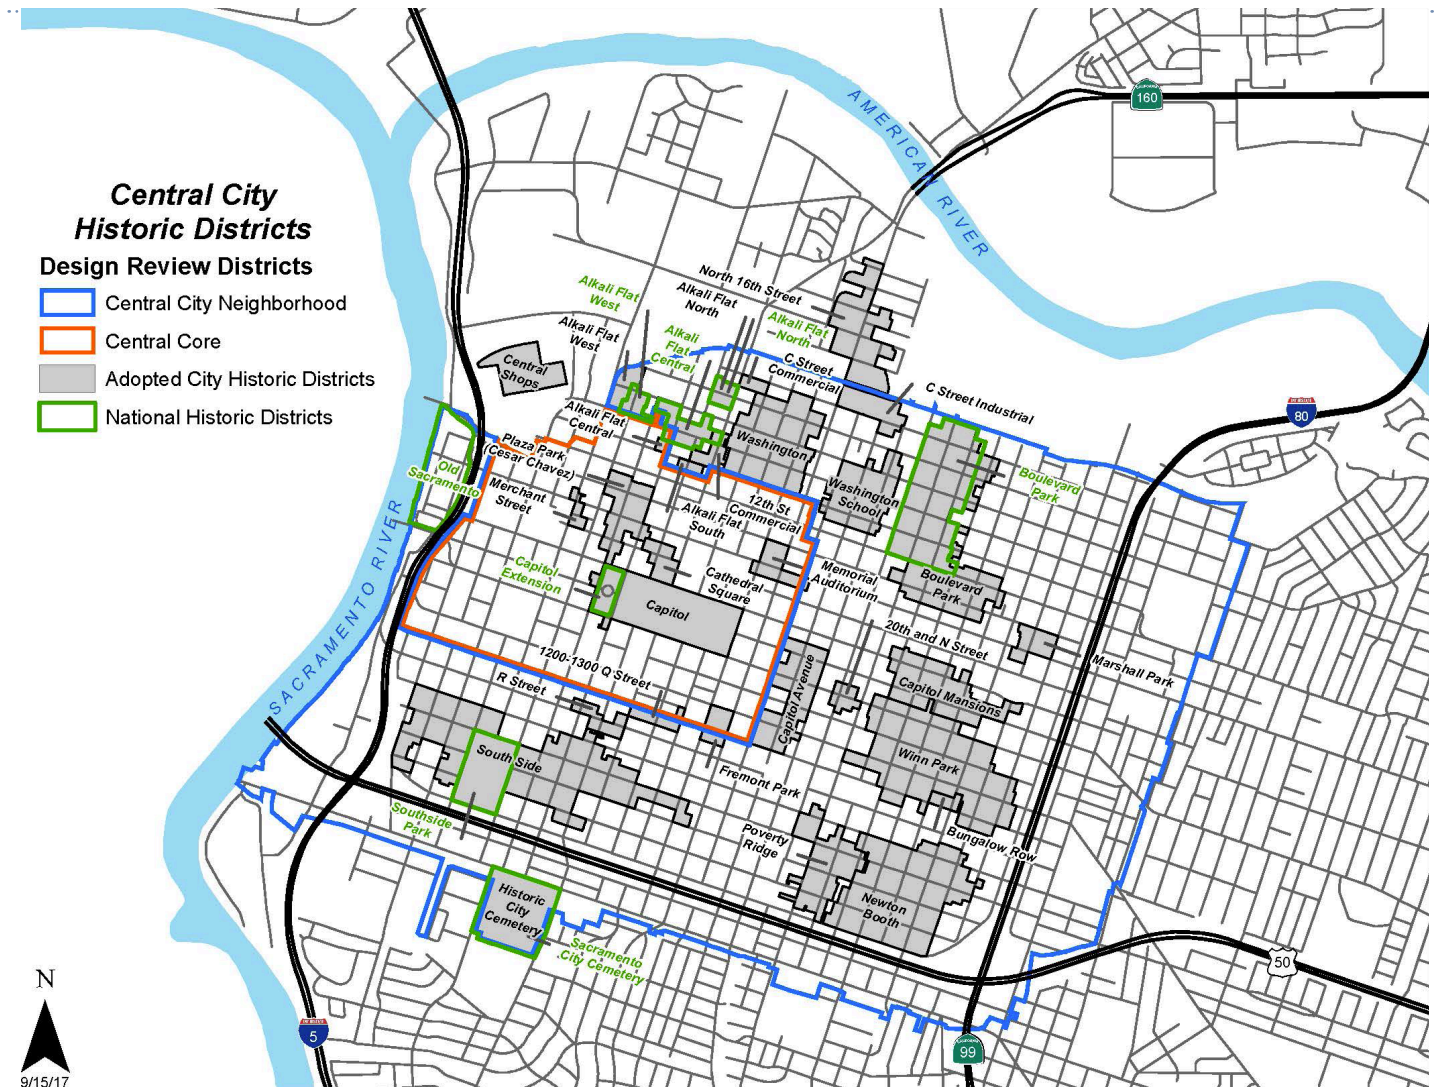 Central City
Historic Districts
Design Review Districts
Central City Neighborhood
Central Core
Adopted City Historic Districts
National Historic Districts
AMERICAN RIVER
CALIFORNIA
160
North 16th Street
Alkali Flat
West
Alkali Flat
North
Alkali Flat
North
Alkali Flat
West
Alkali
Flat
Central
C Street
Commercial
C Street Industrial
Central
Shops
80
Alkali Flat
Central
Plaza Park
(Cesar Chavez)
Washington
Old
Sacramento
Merchant
Street
Washington
School
Boulevard
Park
12th St
Commercial
Alkali Flat
South
SACRAMENTO RIVER
Capitol
Extension
Cathedral
Square
Memorial
Auditorium
Boulevard
Park
Capitol
20th and N Street
Marshall Park
1200-1300 Q Street
R Street
Capitol Avenue
Capitol Mansions
South Side
Winn Park
Fremont Park
Southside
Park
Poverty
Ridge
Bungalow Row
Newton
Booth
Historic
City
Cemetery
Sacramento
City Cemetery
50
N
5
CALIFORNIA
99
9/15/17